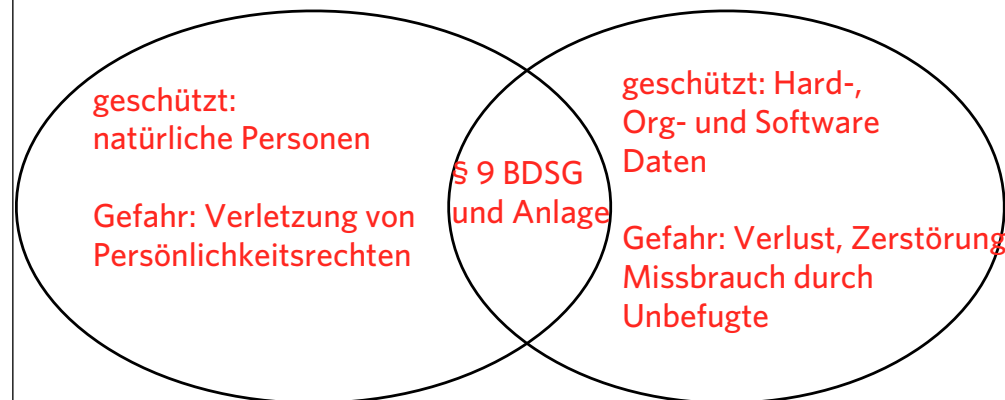 geschützt:
natürliche Personen
Gefahr: Verletzung von
Persönlichkeitsrechten
§ 9 BDSG
und Anlage
geschützt: Hard-,
Org- und Software
Daten
Gefahr: Verlust, Zerstörung
Missbrauch durch
Unbefugte